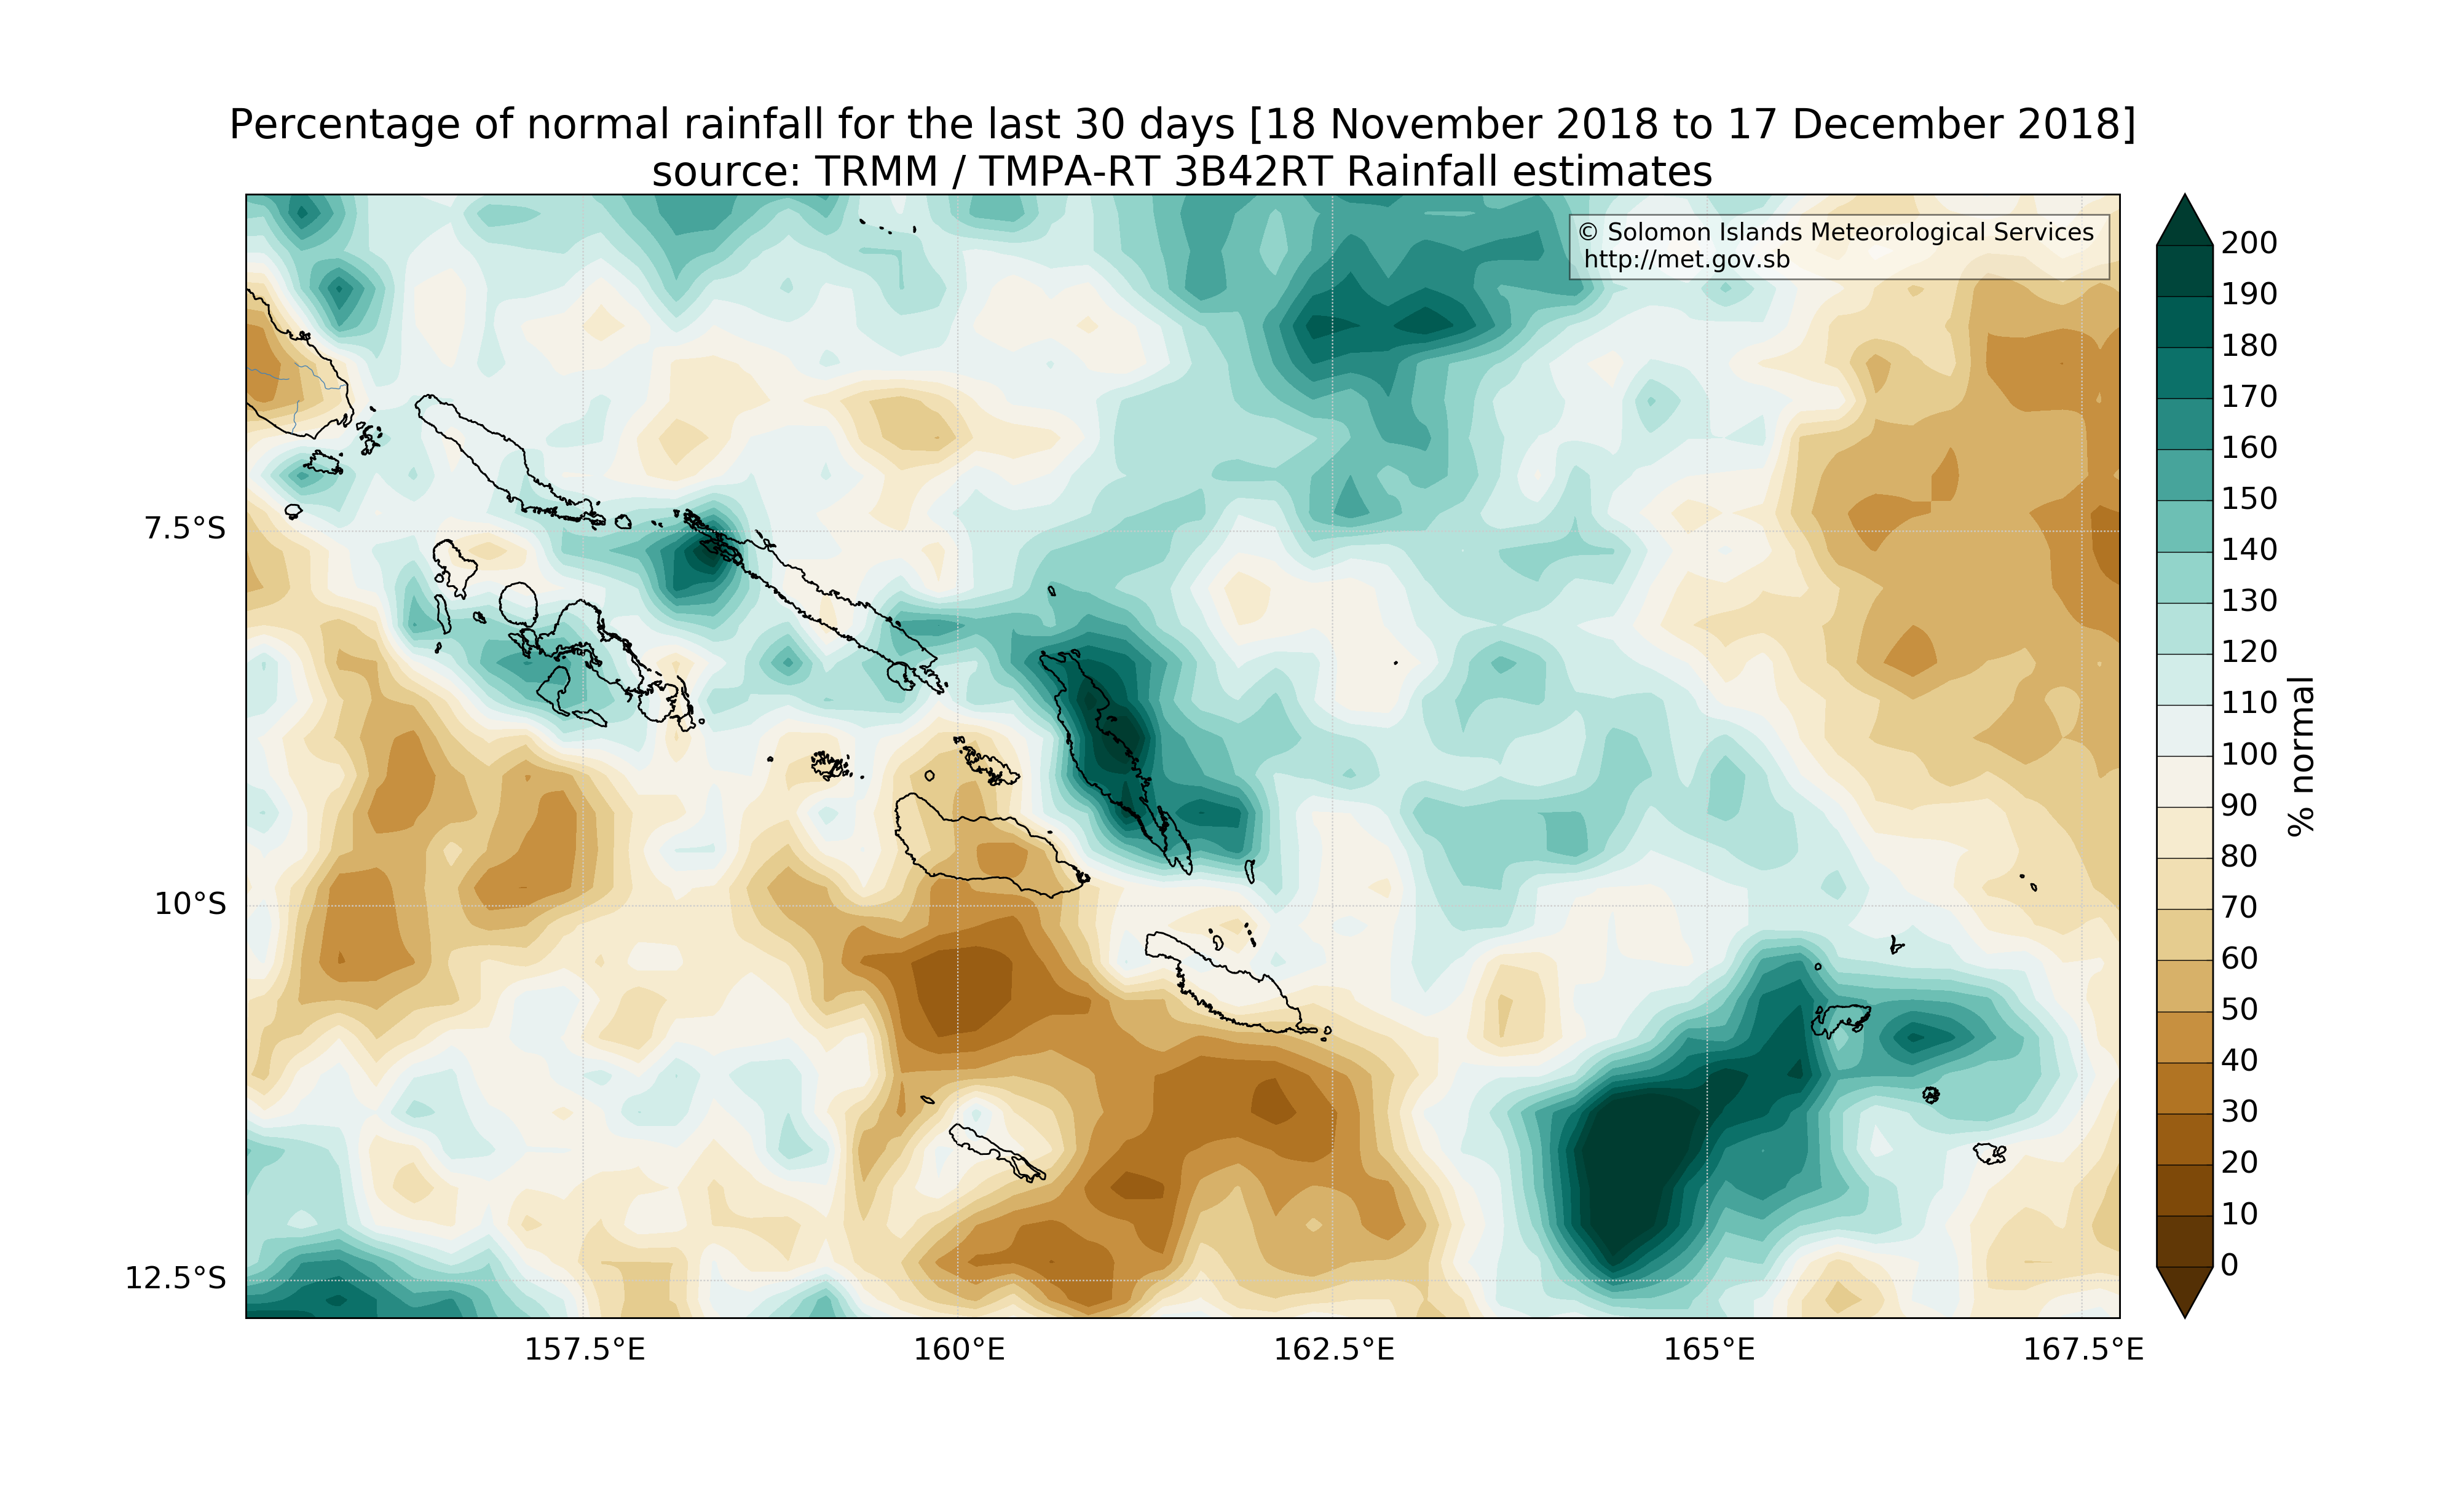 Percentage of normal rainfall for the last 30 days [18 November 2018 to 17 December 2018]
source: TRMM / TMPA-RT 3B42RT Rainfall estimates
© Solomon Islands Meteorological Services
http://met.gov.sb
7.5°S
10°S
12.5°S
157.5°E
160°E
162.5°E
165°E
167.5°E
200
190
180
170
160
150
140
130
120
110
100
90
80
70
60
50
40
30
20
10
0
% normal